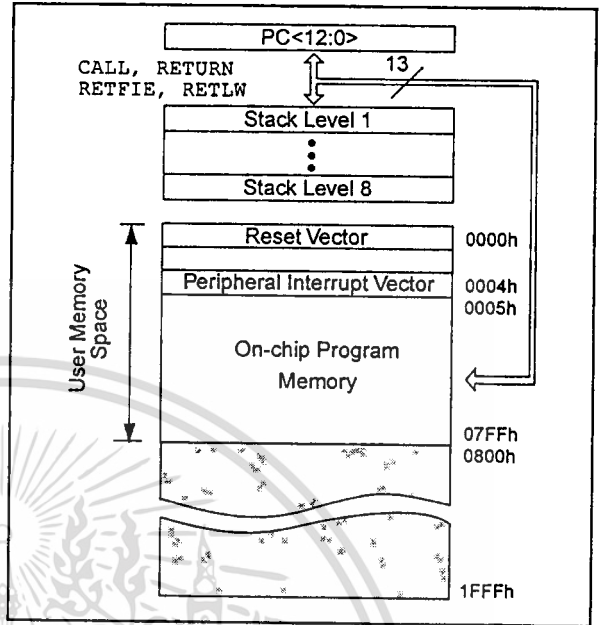 PC<12:0>
CALL, RETURN
RETFIE, RETLW
13
Stack Level 1
Stack Level 8
Reset Vector
0000h
Peripheral Interrupt Vector
0004h
0005h
User Memory
Space
On-chip Program
Memory
07FFh
0800h
1FFFh